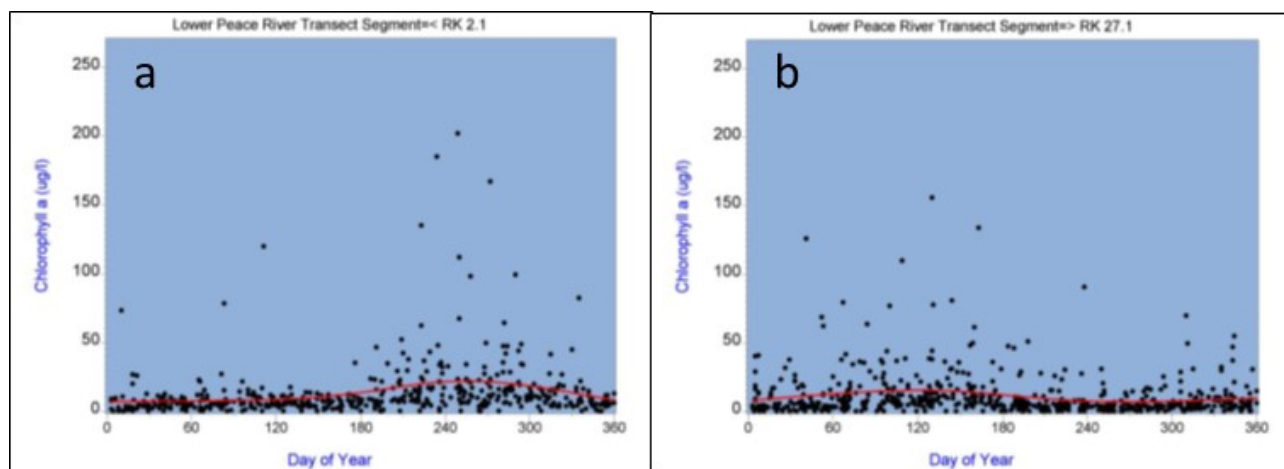 Lower Peace River Transect Segment=< RK 2.1
a
250
200
150
100
50
0
Chlorophyll a (ug/l)
0 60 120 180 240 300 360
Day of Year
Lower Peace River Transect Segment=> RK 27.1
b
250
200
150
100
50
0
Chlorophyll a (ug/l)
0 60 120 180 240 300 360
Day of Year